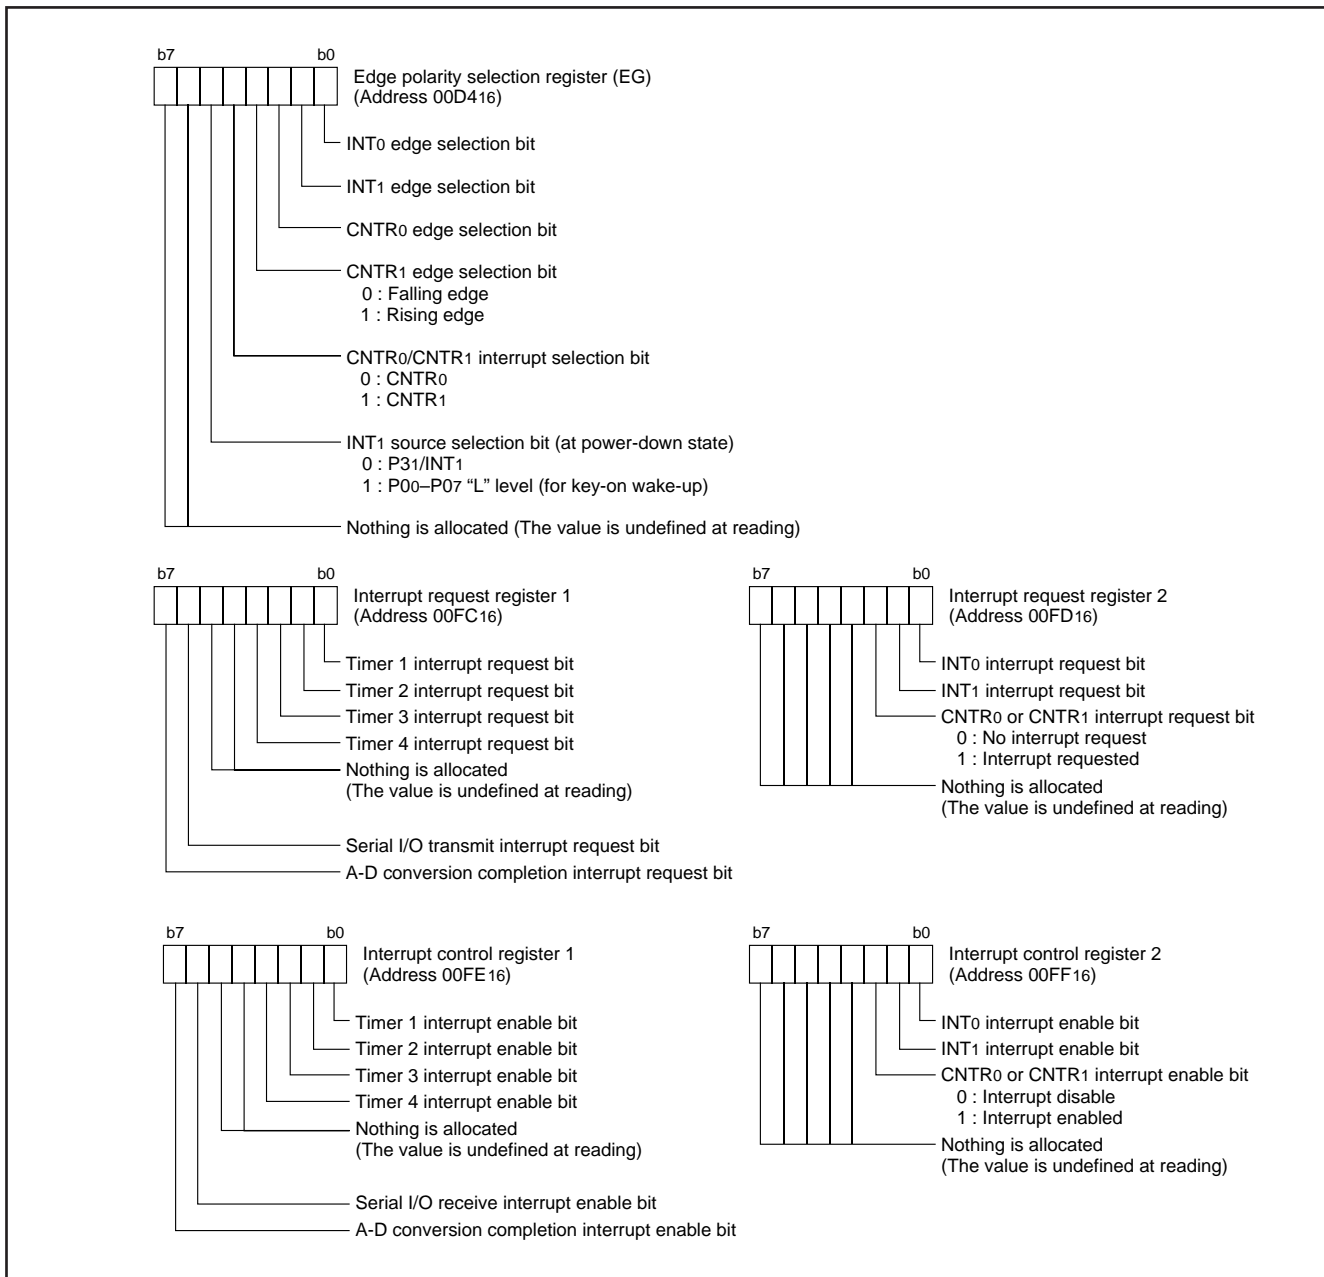 b7 b0
Edge polarity selection register (EG)
(Address 00D416)
INT0 edge selection bit
INT1 edge selection bit
CNTR0 edge selection bit
CNTR1 edge selection bit
0 : Falling edge
1 : Rising edge
CNTR0/CNTR1 interrupt selection bit
0 : CNTR0
1 : CNTR1
INT1 source selection bit (at power-down state)
0 : P31/INT1
1 : P00–P07 “L” level (for key-on wake-up)
Nothing is allocated (The value is undefined at reading)
b7 b0
Interrupt request register 1
(Address 00FC16)
Timer 1 interrupt request bit
Timer 2 interrupt request bit
Timer 3 interrupt request bit
Timer 4 interrupt request bit
Nothing is allocated
(The value is undefined at reading)
Serial I/O transmit interrupt request bit
A-D conversion completion interrupt request bit
b7 b0
Interrupt request register 2
(Address 00FD16)
INT0 interrupt request bit
INT1 interrupt request bit
CNTR0 or CNTR1 interrupt request bit
0 : No interrupt request
1 : Interrupt requested
Nothing is allocated
(The value is undefined at reading)
b7 b0
Interrupt control register 1
(Address 00FE16)
Timer 1 interrupt enable bit
Timer 2 interrupt enable bit
Timer 3 interrupt enable bit
Timer 4 interrupt enable bit
Nothing is allocated
(The value is undefined at reading)
Serial I/O receive interrupt enable bit
A-D conversion completion interrupt enable bit
b7 b0
Interrupt control register 2
(Address 00FF16)
INT0 interrupt enable bit
INT1 interrupt enable bit
CNTR0 or CNTR1 interrupt enable bit
0 : Interrupt disable
1 : Interrupt enabled
Nothing is allocated
(The value is undefined at reading)